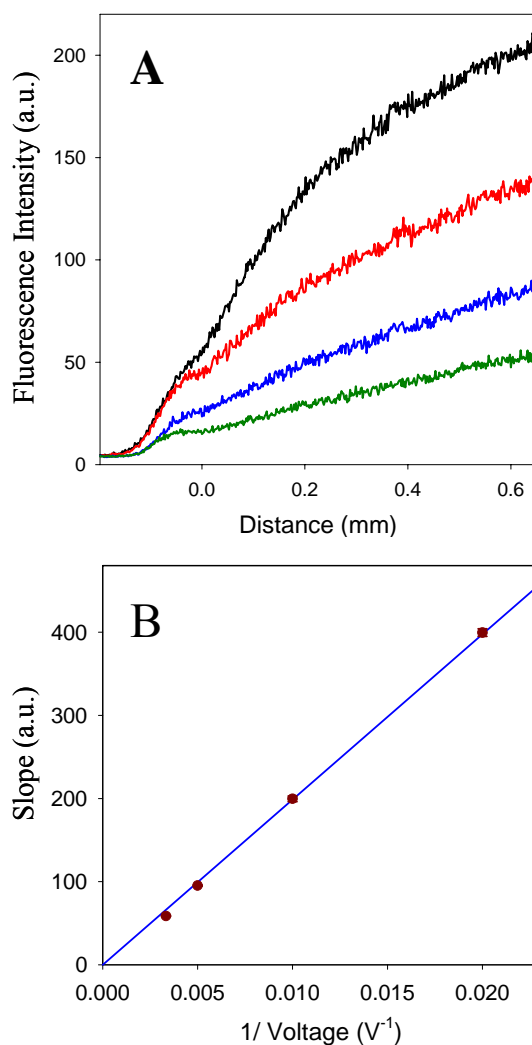 A
200
150
100
50
0
Fluorescence Intensity (a.u.)
0.0 0.2 0.4 0.6
Distance (mm)
B
400
300
200
100
0
Slope (a.u.)
0.000 0.005 0.010 0.015 0.020
1/ Voltage (V⁻¹)